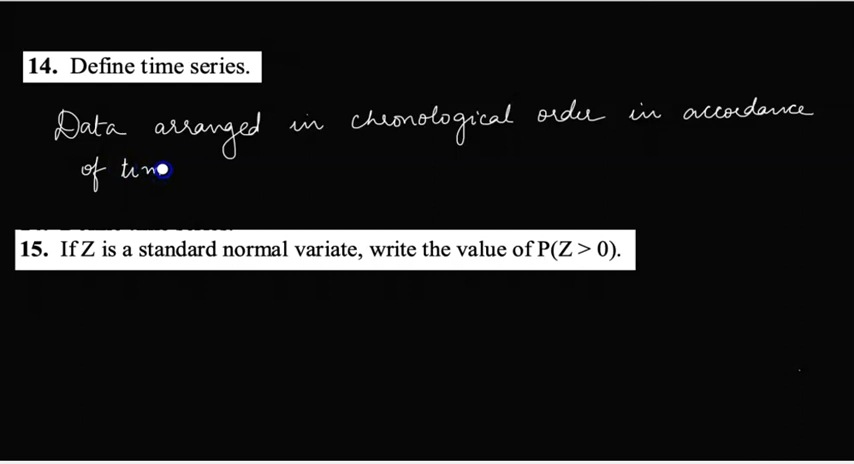 14. Define time series.
Data arranged in chronological order in accordance
of tim
15. If Z is a standard normal variate, write the value of P(Z > 0).